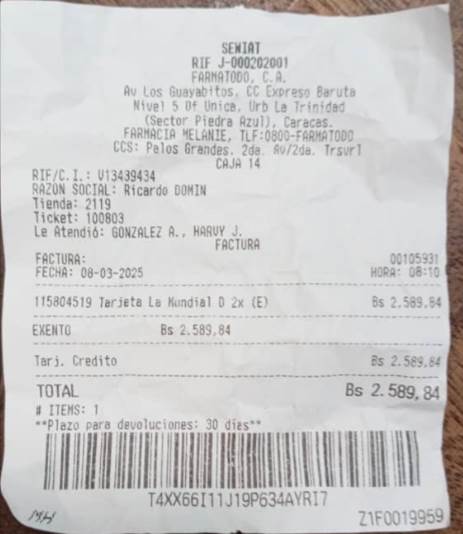 SENIAT
RIF J-000202001
FARMATODO, C.A.
Av Los Guayabitos, CC Expreso Baruta
Nivel 5 Of Unica, Urb La Trinidad
(Sector Piedra Azul), Caracas.
FARMACIA MELANIE, TLF:0800-FARMATODO
CCS: Palos Grandes. 2da. Av/2da. Trsvrl
CAJA 14
RIF/C.I.: V13439434
RAZON SOCIAL: Ricardo DOMIN
Tienda: 2119
Ticket: 100803
Le Atendió: GONZALEZ A., HARVY J.
FACTURA
FACTURA: 00105931
FECHA: 08-03-2025 HORA: 08:10
115804519 Tarjeta La Mundial D 2x (E) Bs 2.589,84
EXENTO Bs 2.589,84
Tarj. Credito Bs 2.589,84
TOTAL Bs 2.589,84
# ITEMS: 1
**Plazo para devoluciones: 30 dias**
T4XX66I11J19P634AYRI7
MH Z1F0019959